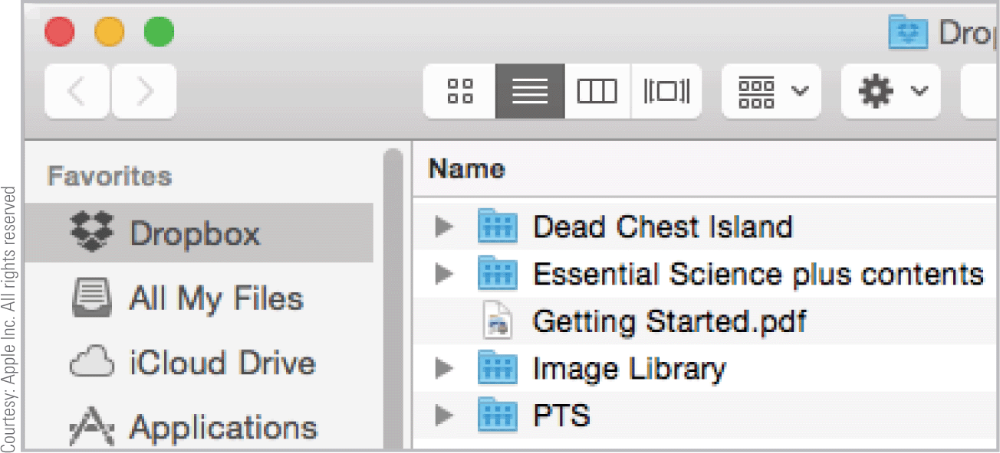 Drop
Favorites
Dropbox
All My Files
iCloud Drive
Applications
Name
Dead Chest Island
Essential Science plus contents
Getting Started.pdf
Image Library
PTS
Courtesy: Apple Inc. All rights reserved